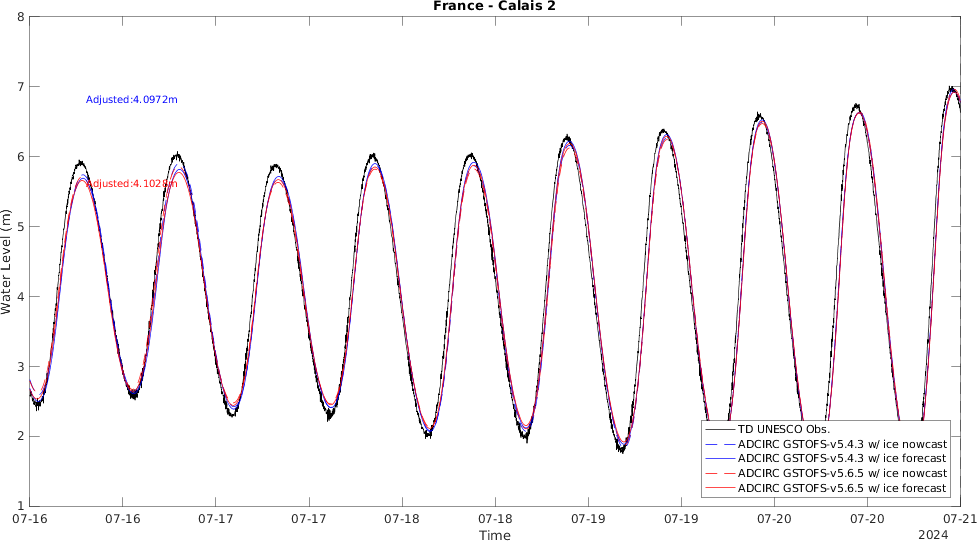 France - Calais 2
8
7
6
5
4
3
2
1
Water Level (m)
Adjusted:4.0972m
Adjusted:4.1028m
TD UNESCO Obs.
ADCIRC GSTOFS-v5.4.3 w/ ice nowcast
ADCIRC GSTOFS-v5.4.3 w/ ice forecast
ADCIRC GSTOFS-v5.6.5 w/ ice nowcast
ADCIRC GSTOFS-v5.6.5 w/ ice forecast
07-16 07-16 07-17 07-17 07-18 07-18 07-19 07-19 07-20 07-20 07-21
Time
2024